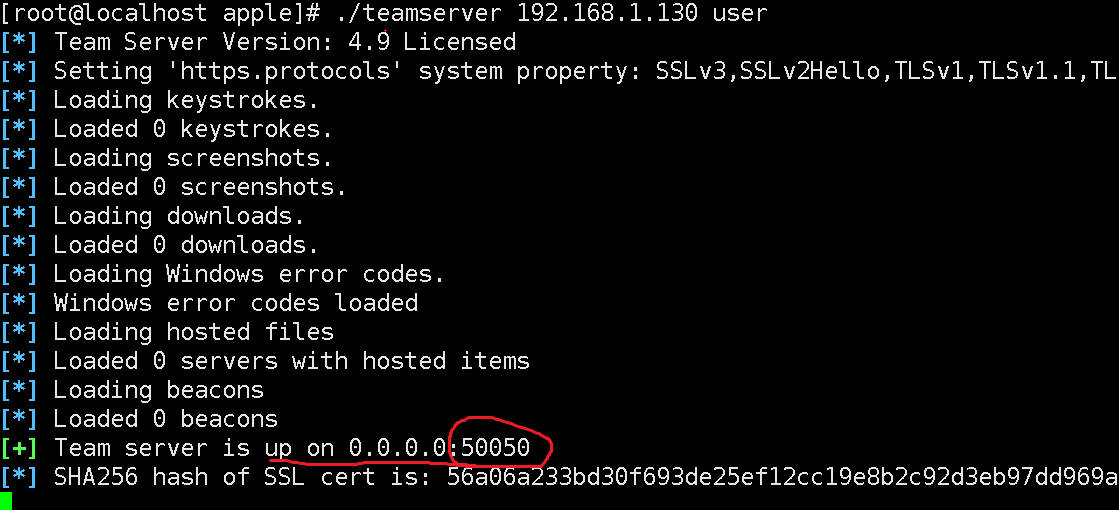 [root@localhost apple]# ./teamserver 192.168.1.130 user
[*] Team Server Version: 4.9 Licensed
[*] Setting 'https.protocols' system property: SSLv3,SSLv2Hello,TLSv1,TLSv1.1,TL
[*] Loading keystrokes.
[*] Loaded 0 keystrokes.
[*] Loading screenshots.
[*] Loaded 0 screenshots.
[*] Loading downloads.
[*] Loaded 0 downloads.
[*] Loading Windows error codes.
[*] Windows error codes loaded
[*] Loading hosted files
[*] Loaded 0 servers with hosted items
[*] Loading beacons
[*] Loaded 0 beacons
[+] Team server is up on 0.0.0.0:50050
[*] SHA256 hash of SSL cert is: 56a06a233bd30f693de25ef12cc19e8b2c92d3eb97dd969a